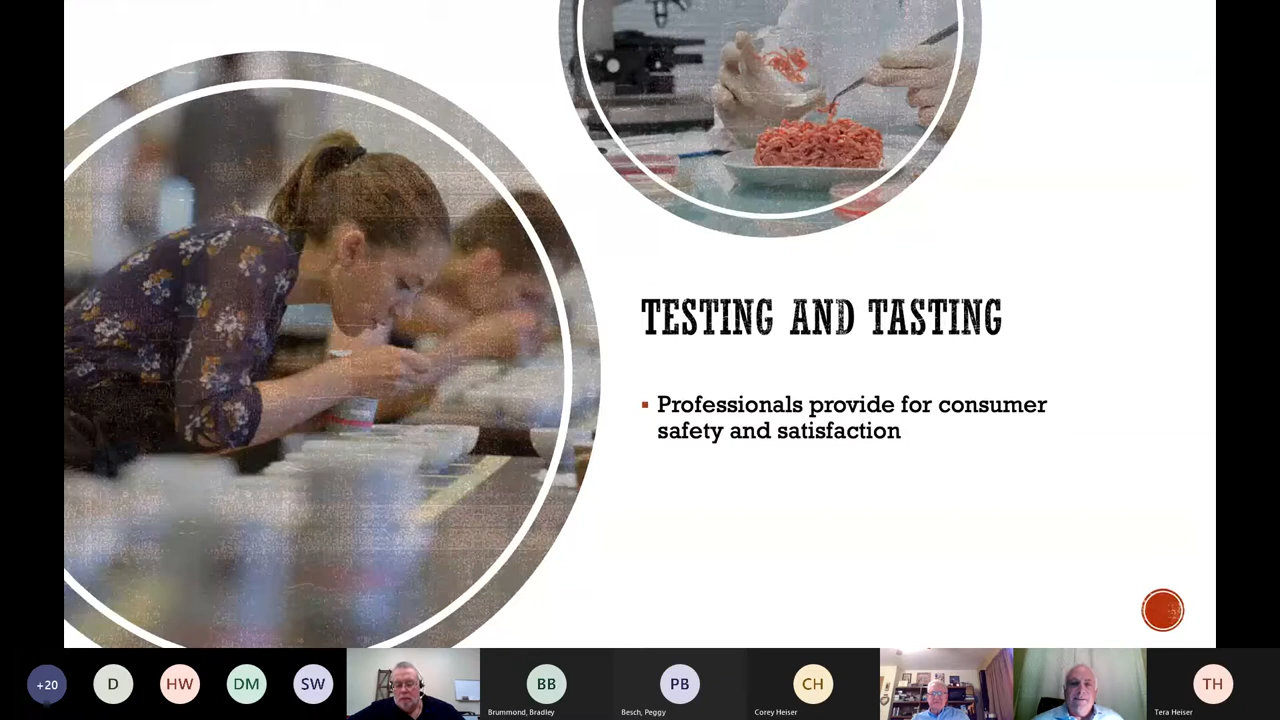 TESTING AND TASTING
▪ Professionals provide for consumer
safety and satisfaction
+20
D
HW
DM
SW
BB
Brummond, Bradley
PB
Besch, Peggy
CH
Corey Heiser
TH
Tera Heiser